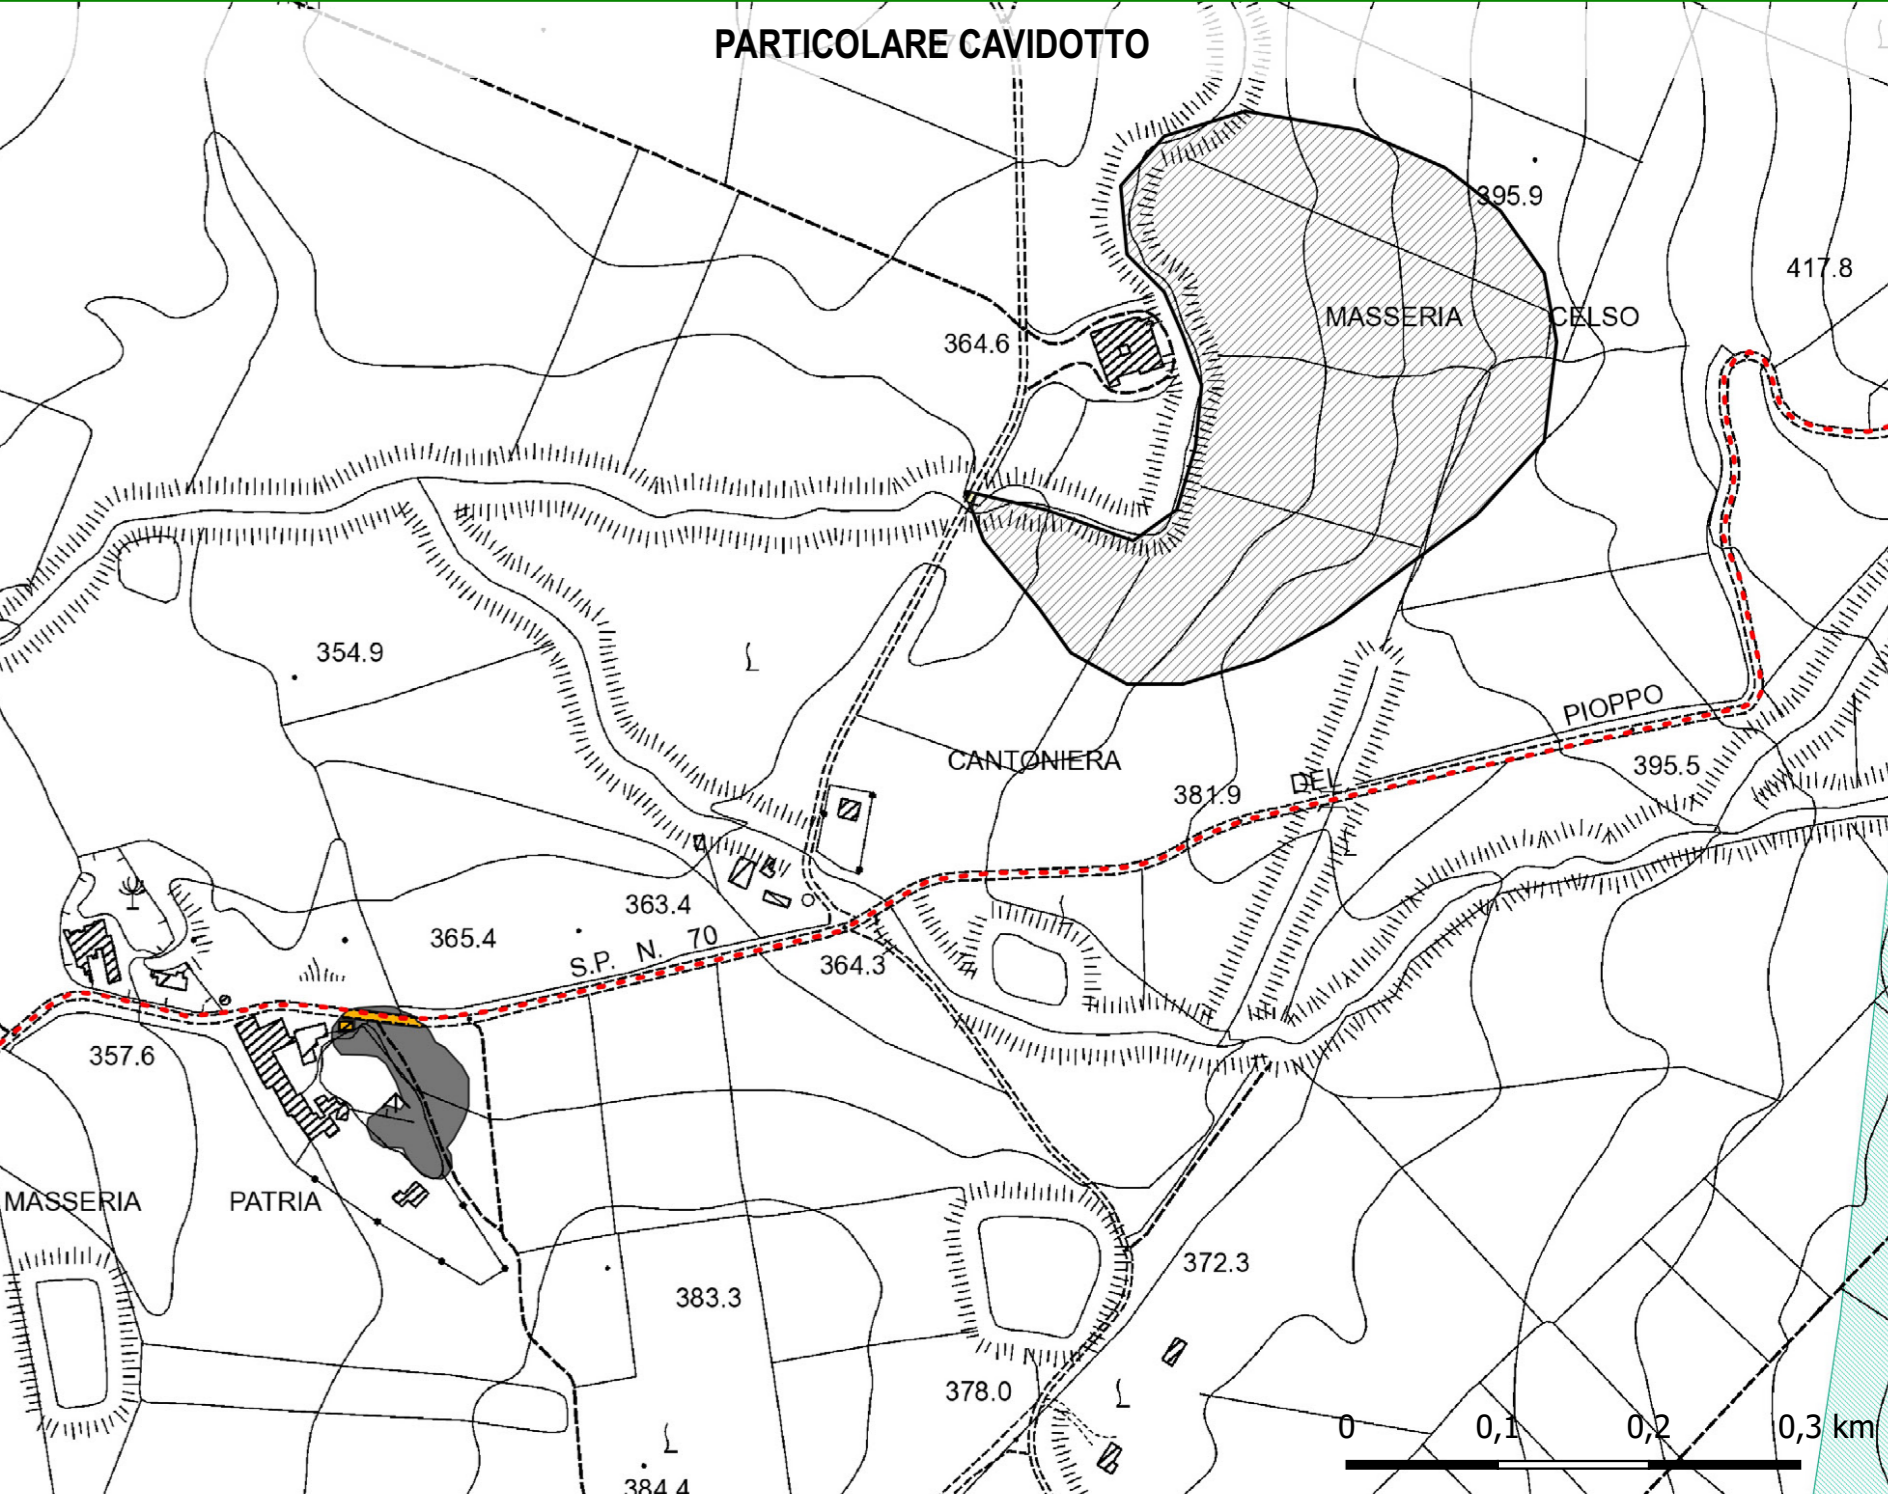 PARTICOLARE CAVIDOTTO
395.9
417.8
MASSERIA CELSO
364.6
354.9
PIOPPO
CANTONIERA
DEL
395.5
381.9
363.4
365.4
S.P. N. 70
364.3
357.6
MASSERIA PATRIA
372.3
383.3
378.0
0 0,1 0,2 0,3 km
384.4